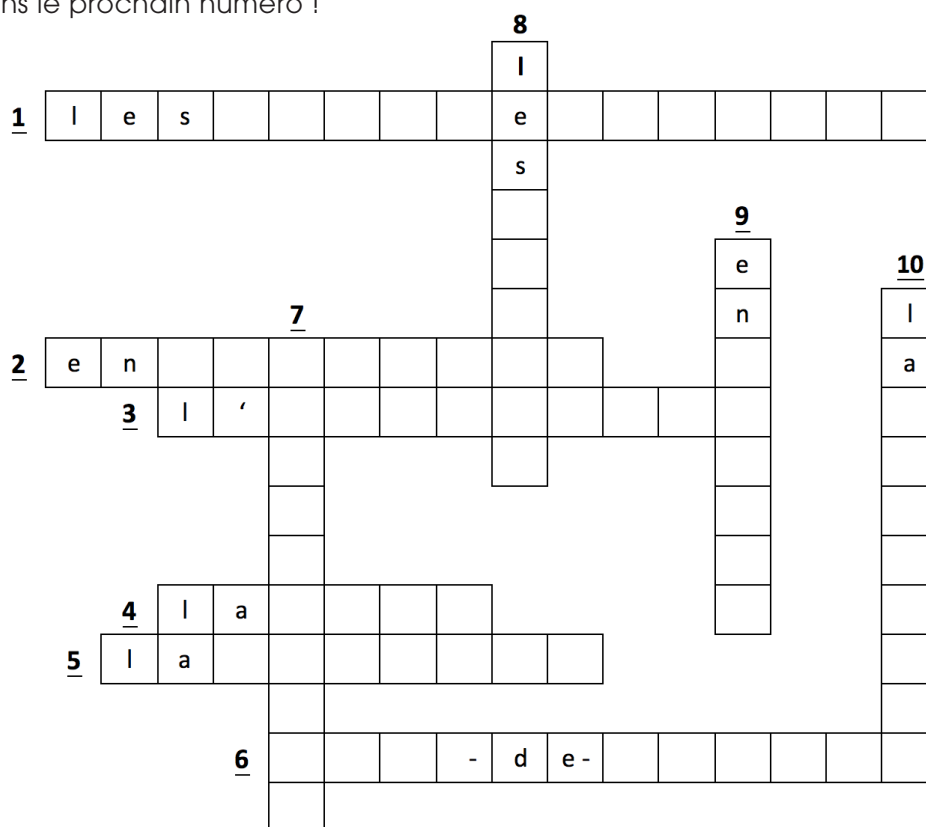 ns le prochain numéro !
8
l
1 l e s e
s
9
e
10
7 n l
2 e n a
3 l ‘
4 l a
5 l a
6 - d e -